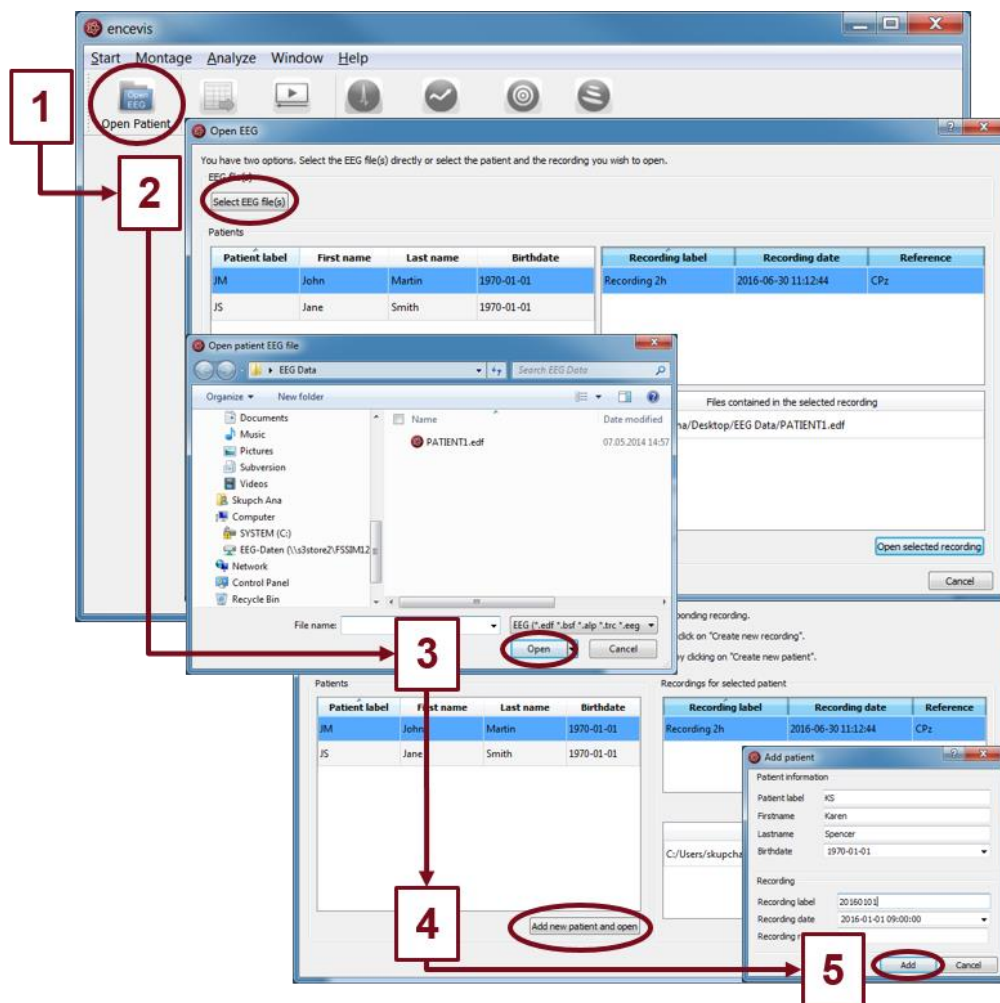 encevis
Start Montage Analyze Window Help
1
Open EEG
Open Patient
Open EEG
You have two options. Select the EEG file(s) directly or select the patient and the recording you wish to open.
EEG file(s)
2
Select EEG file(s)
Patients
Patient label First name Last name Birthdate Recording label Recording date Reference
JM John Martin 1970-01-01 Recording 2h 2016-06-30 11:12:44 CPz
JS Jane Smith 1970-01-01
Open patient EEG file
EEG Data Search EEG Data
Organize New folder
Files contained in the selected recording
Documents Name Date modified
na/Desktop/EEG Data/PATIENT1.edf
Music PATIENT1.edf 07.05.2014 14:57
Pictures
Subversion
Videos
Skupch Ana
Computer
SYSTEM (C:)
EEG-Daten (\\s3store2\FSSIM12
Open selected recording
Network
Control Panel
Recycle Bin
Cancel
File name: EEG (*.edf *.bsf *.alp *.trc *.eeg
3
Open Cancel
ponding recording.
click on "Create new recording".
by clicking on "Create new patient".
Patients Recordings for selected patient
Patient label First name Last name Birthdate Recording label Recording date Reference
JM John Martin 1970-01-01 Recording 2h 2016-06-30 11:12:44 CPz
JS Jane Smith 1970-01-01
Add patient
Patient information
Patient label KS
Firstname Karen
Lastname Spencer
Birthdate 1970-01-01
C:/Users/skupcha
Recording
Recording label 20160101
Recording date 2016-01-01 09:00:00
Recording
4
Add new patient and open
5
Add Cancel